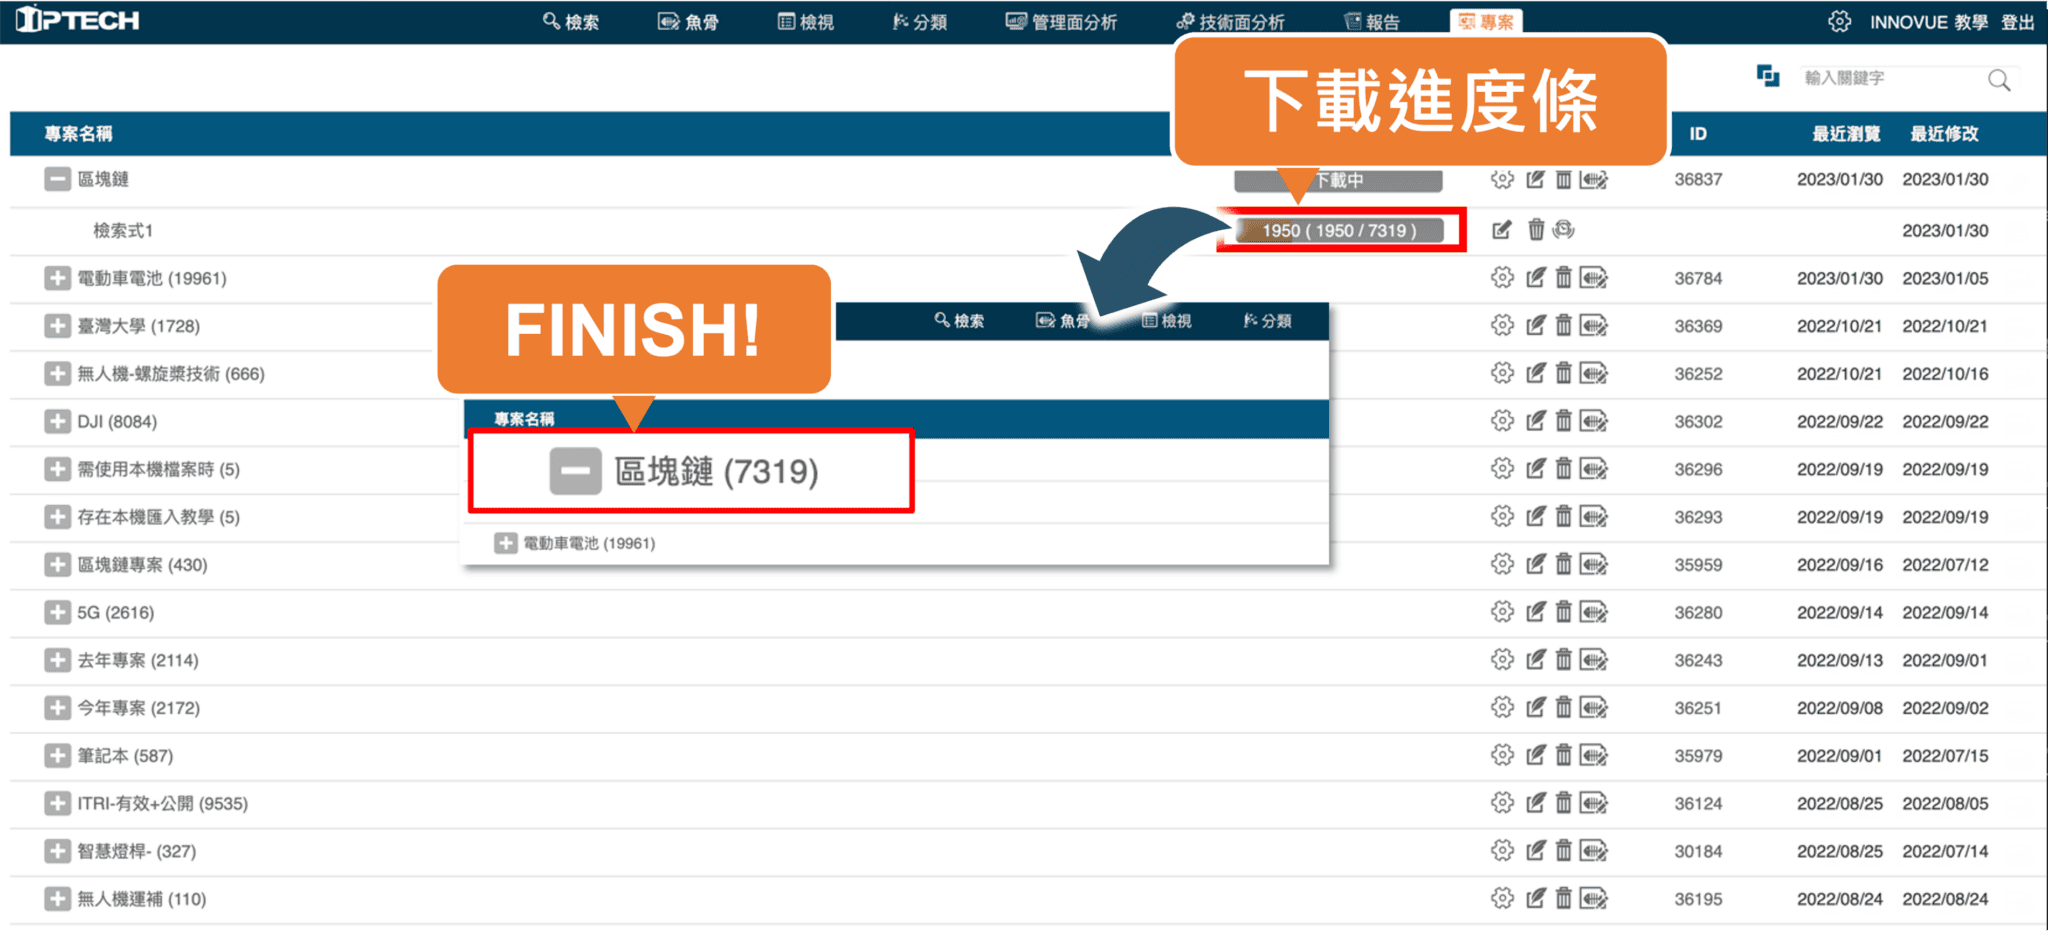 IPTECH 檢索 魚骨 檢視 分類 管理面分析 技術面分析 報告 專案 INNOVUE 教學 登出
下載進度條
輸入關鍵字
專案名稱 ID 最近瀏覽 最近修改
區塊鏈 下載中 36837 2023/01/30 2023/01/30
檢索式1 1950 ( 1950 / 7319 ) 2023/01/30
電動車電池 (19961) 36784 2023/01/30 2023/01/05
臺灣大學 (1728) 36369 2022/10/21 2022/10/21
無人機-螺旋槳技術 (666) 36252 2022/10/21 2022/10/16
DJI (8084) 36302 2022/09/22 2022/09/22
需使用本機檔案時 (5) 36296 2022/09/19 2022/09/19
存在本機匯入教學 (5) 36293 2022/09/19 2022/09/19
區塊鏈專案 (430) 35959 2022/09/16 2022/07/12
5G (2616) 36280 2022/09/14 2022/09/14
去年專案 (2114) 36243 2022/09/13 2022/09/01
今年專案 (2172) 36251 2022/09/08 2022/09/02
筆記本 (587) 35979 2022/09/01 2022/07/15
ITRI-有效+公開 (9535) 36124 2022/08/25 2022/08/05
智慧燈桿- (327) 30184 2022/08/25 2022/07/14
無人機運補 (110) 36195 2022/08/24 2022/08/24
FINISH!
檢索 魚骨 檢視 分類
專案名稱
區塊鏈 (7319)
電動車電池 (19961)